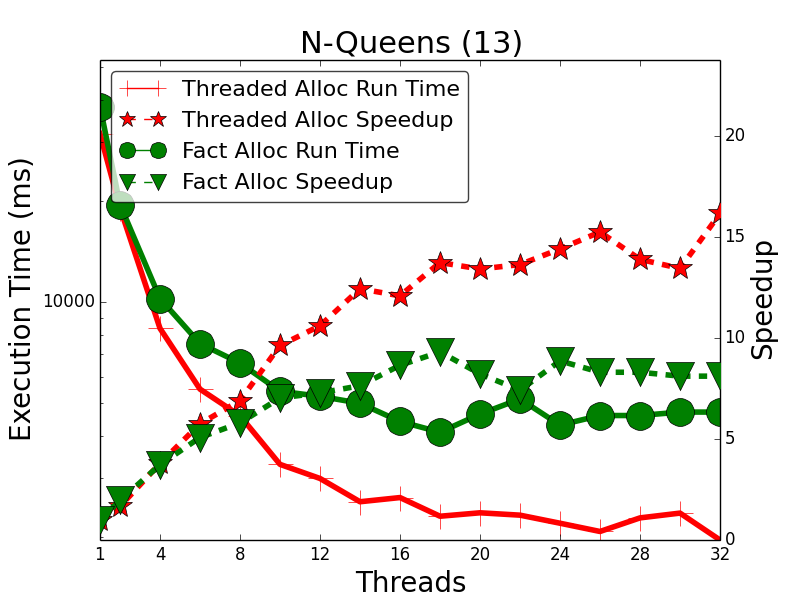 N-Queens (13)
Threaded Alloc Run Time
Threaded Alloc Speedup
Fact Alloc Run Time
Fact Alloc Speedup
Execution Time (ms)
10000
Speedup
20
15
10
5
0
1 4 8 12 16 20 24 28 32
Threads